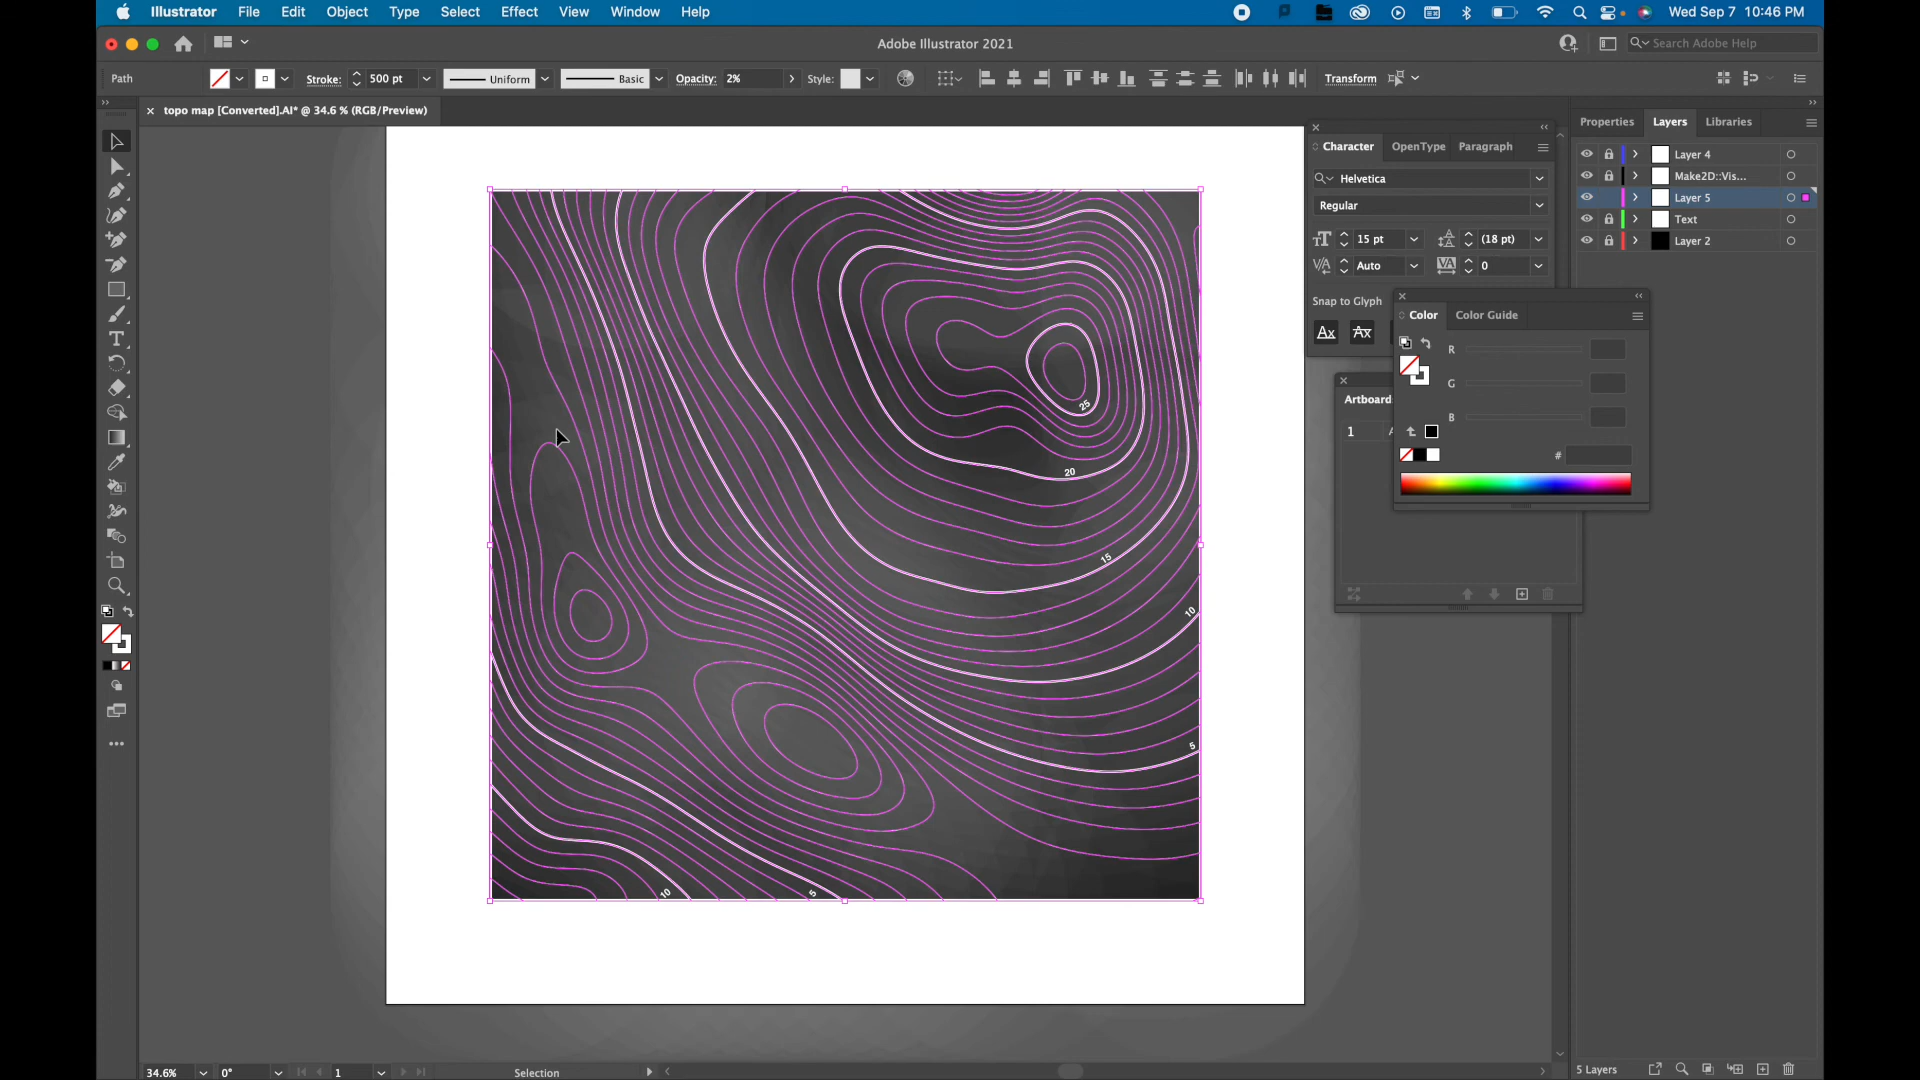 Illustrator File Edit Object Type Select Effect View Window Help Wed Sep 7 10:46 PM
Adobe Illustrator 2021 Search Adobe Help
Path Stroke: 500 pt Uniform Basic Opacity: 2% Style: Transform
topo map [Converted].AI* @ 34.6 % (RGB/Preview)
Properties Layers Libraries
Layer 4
Make2D::Vis...
Layer 5
Text
Layer 2
Character OpenType Paragraph
Helvetica
Regular
15 pt (18 pt)
Auto 0
Snap to Glyph
Ax
Color Color Guide
R
G
B
#
Artboard
1
25
20
15
10
5
10
5
34.6% 0° 1 Selection
5 Layers